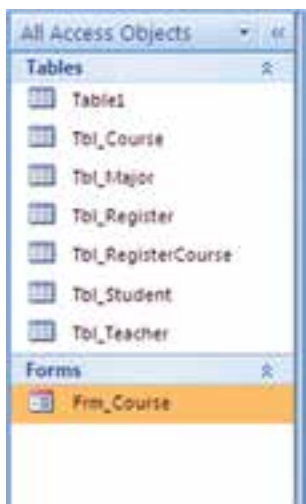 All Access Objects
Tables
Table1
Tbl_Course
Tbl_Major
Tbl_Register
Tbl_RegisterCourse
Tbl_Student
Tbl_Teacher
Forms
Frm_Course